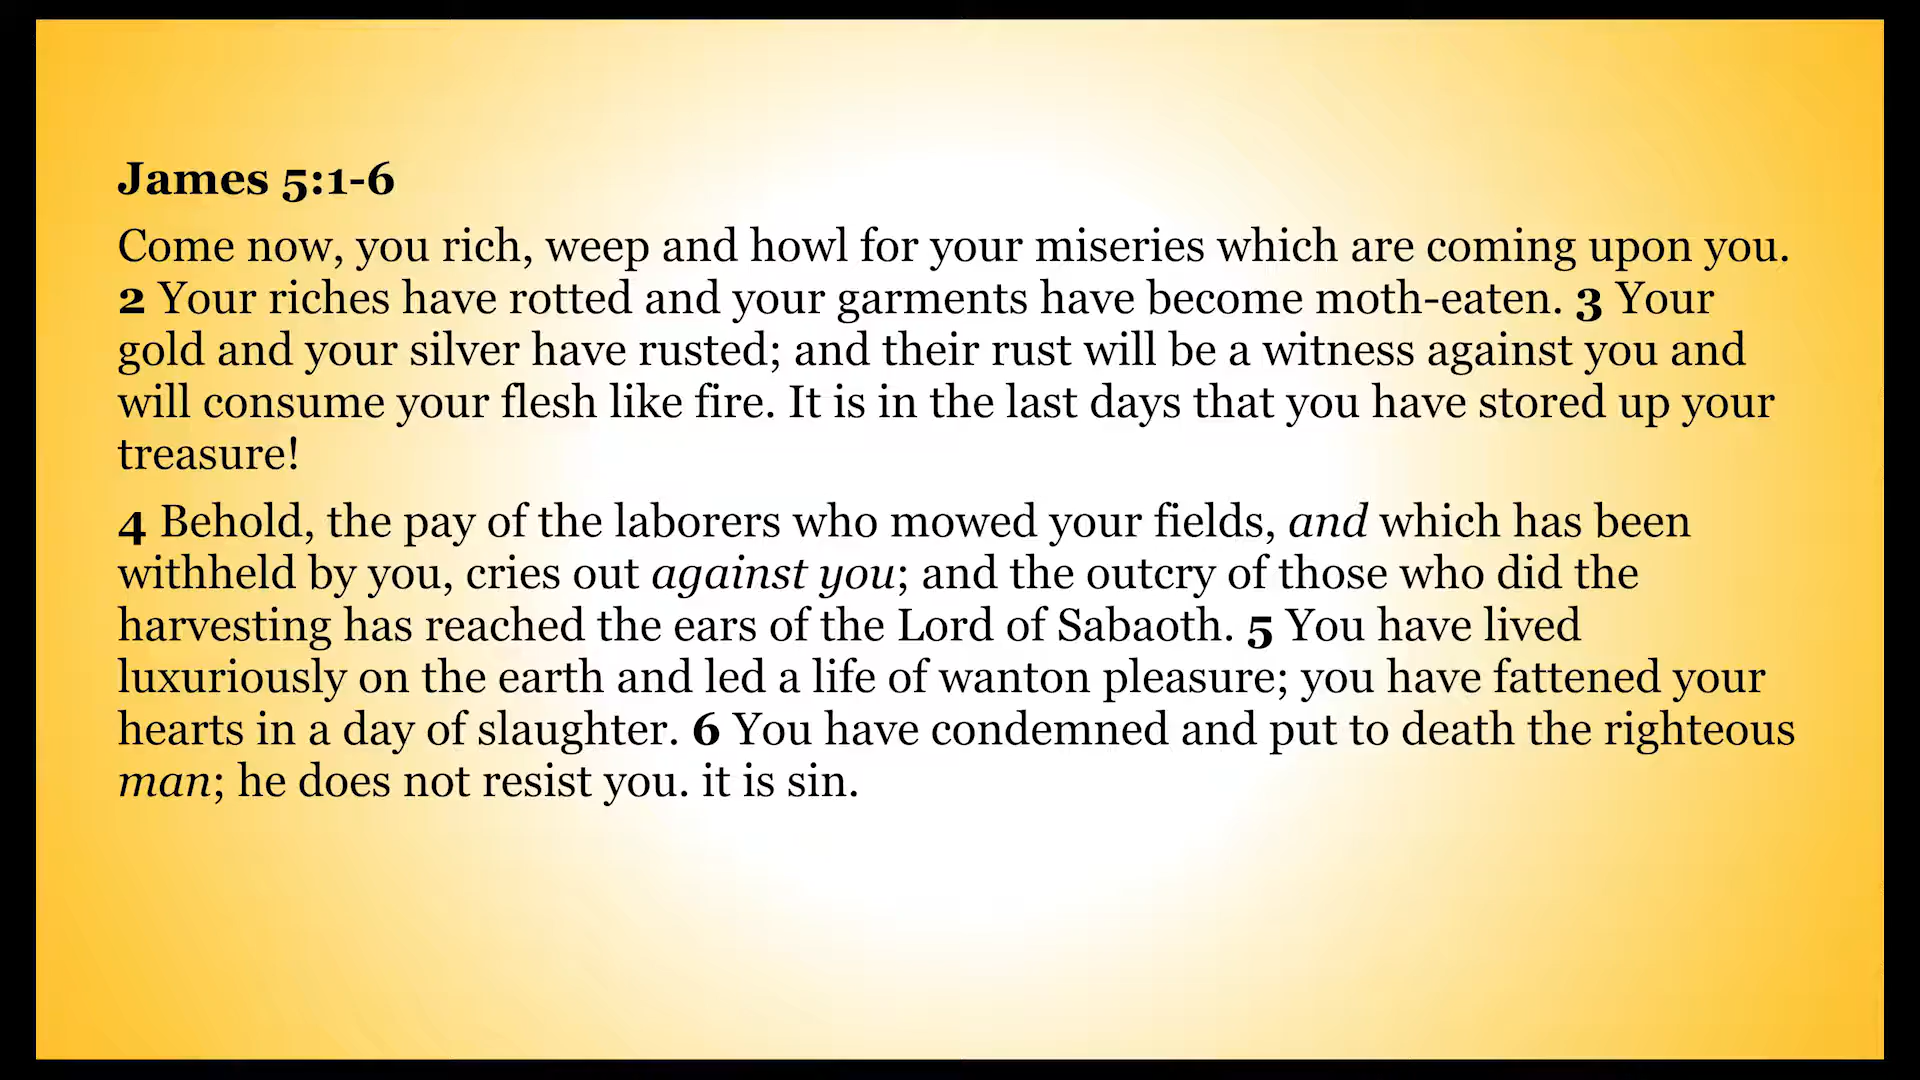 James 5:1-6
Come now, you rich, weep and howl for your miseries which are coming upon you.
2 Your riches have rotted and your garments have become moth-eaten. 3 Your
gold and your silver have rusted; and their rust will be a witness against you and
will consume your flesh like fire. It is in the last days that you have stored up your
treasure!
4 Behold, the pay of the laborers who mowed your fields, and which has been
withheld by you, cries out against you; and the outcry of those who did the
harvesting has reached the ears of the Lord of Sabaoth. 5 You have lived
luxuriously on the earth and led a life of wanton pleasure; you have fattened your
hearts in a day of slaughter. 6 You have condemned and put to death the righteous
man; he does not resist you. it is sin.